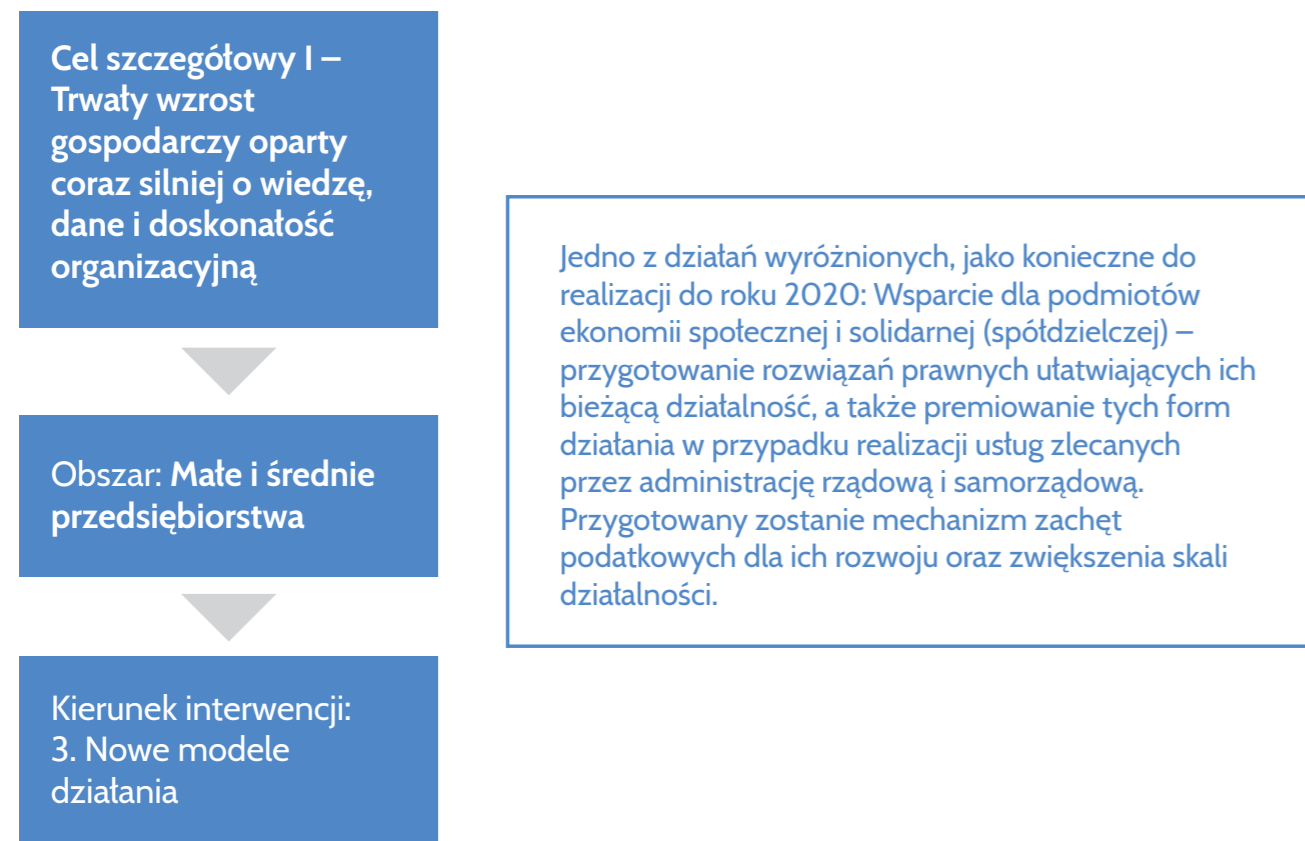 Cel szczegółowy I –
Trwały wzrost
gospodarczy oparty
coraz silniej o wiedzę,
dane i doskonałość
organizacyjną
Obszar: Małe i średnie
przedsiębiorstwa
Kierunek interwencji:
3. Nowe modele
działania
Jedno z działań wyróżnionych, jako konieczne do
realizacji do roku 2020: Wsparcie dla podmiotów
ekonomii społecznej i solidarnej (spółdzielczej) –
przygotowanie rozwiązań prawnych ułatwiających ich
bieżącą działalność, a także premiowanie tych form
działania w przypadku realizacji usług zlecanych
przez administrację rządową i samorządową.
Przygotowany zostanie mechanizm zachęt
podatkowych dla ich rozwoju oraz zwiększenia skali
działalności.